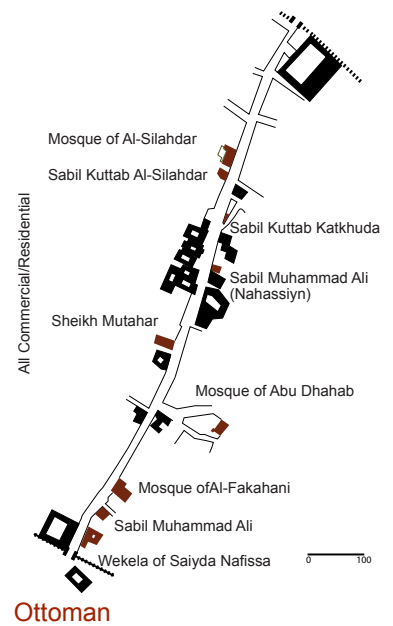 Mosque of Al-Silahdar
Sabil Kuttab Al-Silahdar
All Commercial/Residential
Sabil Kuttab Katkhuda
Sabil Muhammad Ali
(Nahassiyn)
Sheikh Mutahar
Mosque of Abu Dhahab
Mosque ofAl-Fakahani
Sabil Muhammad Ali
Wekela of Saiyda Nafissa
0 100
Ottoman